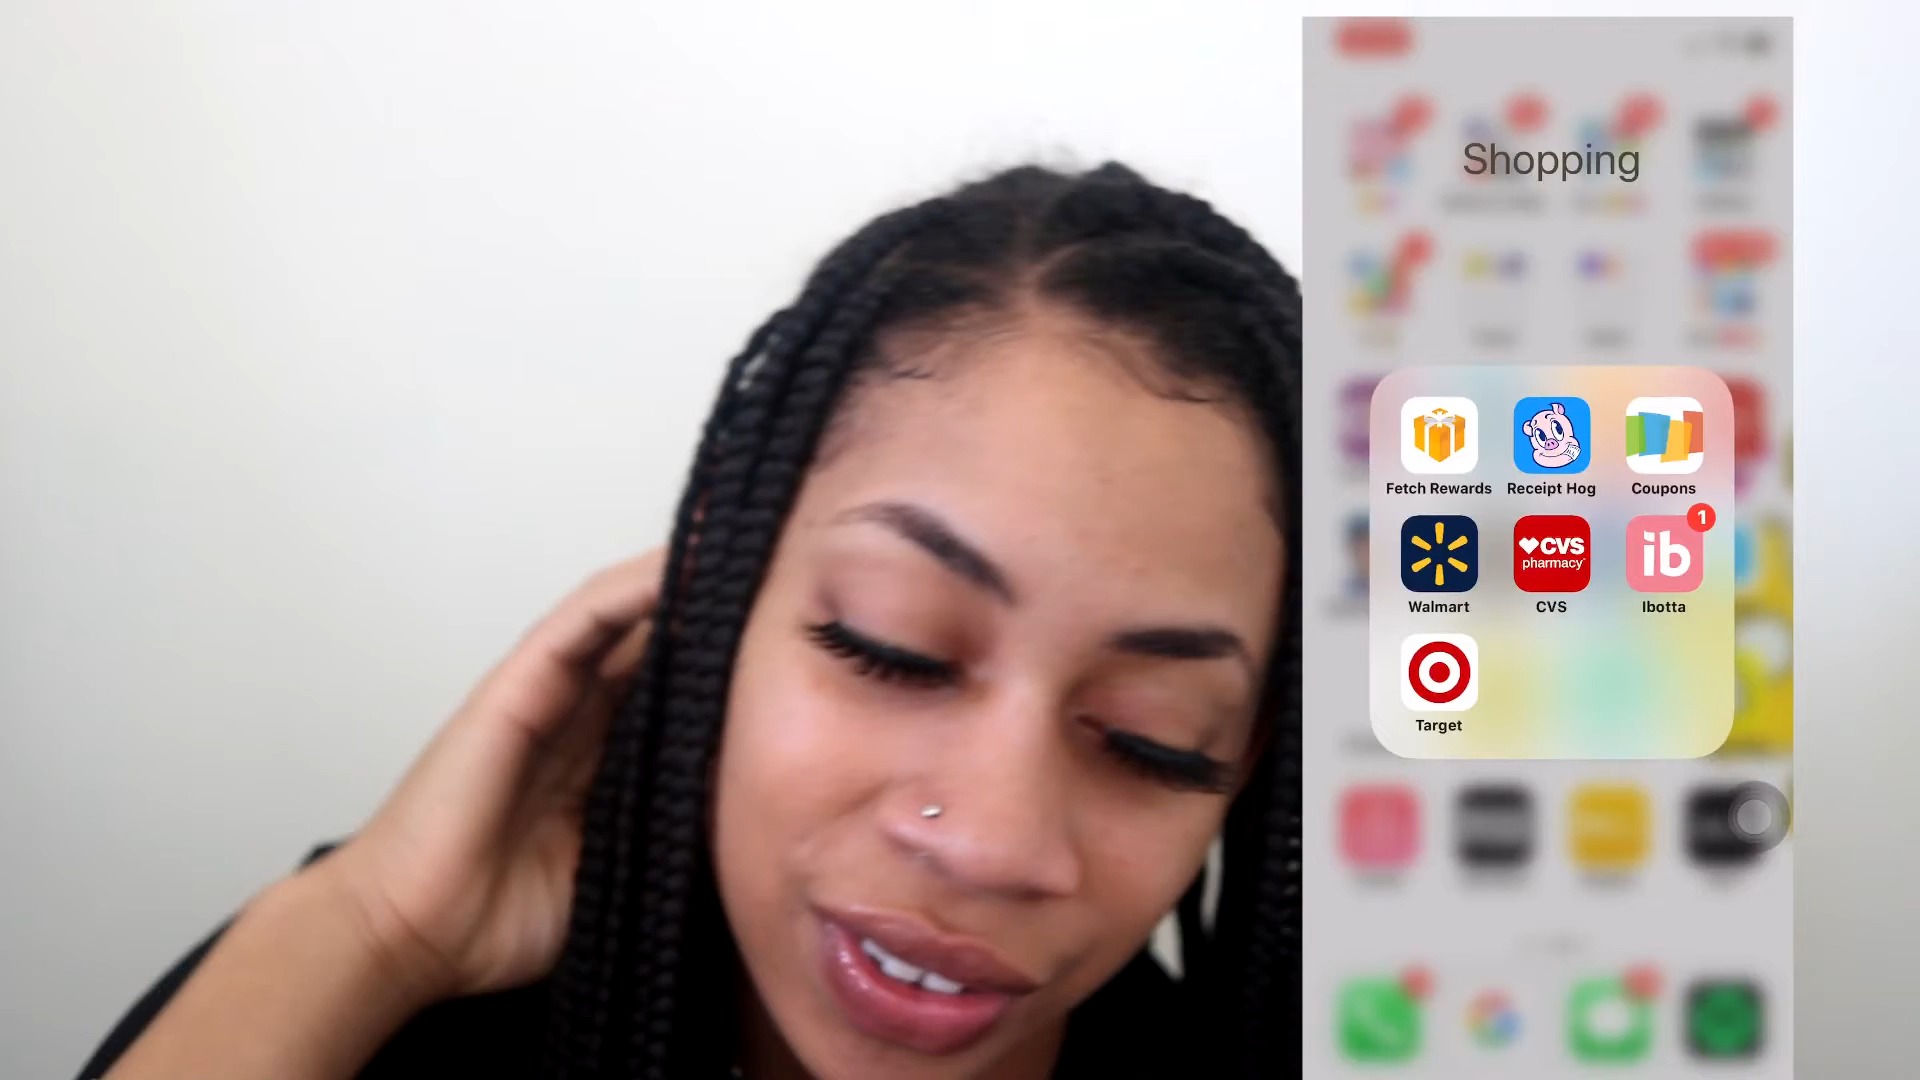 Shopping
Fetch Rewards Receipt Hog Coupons
1
CVS
pharmacy
ib
Walmart CVS Ibotta
Target